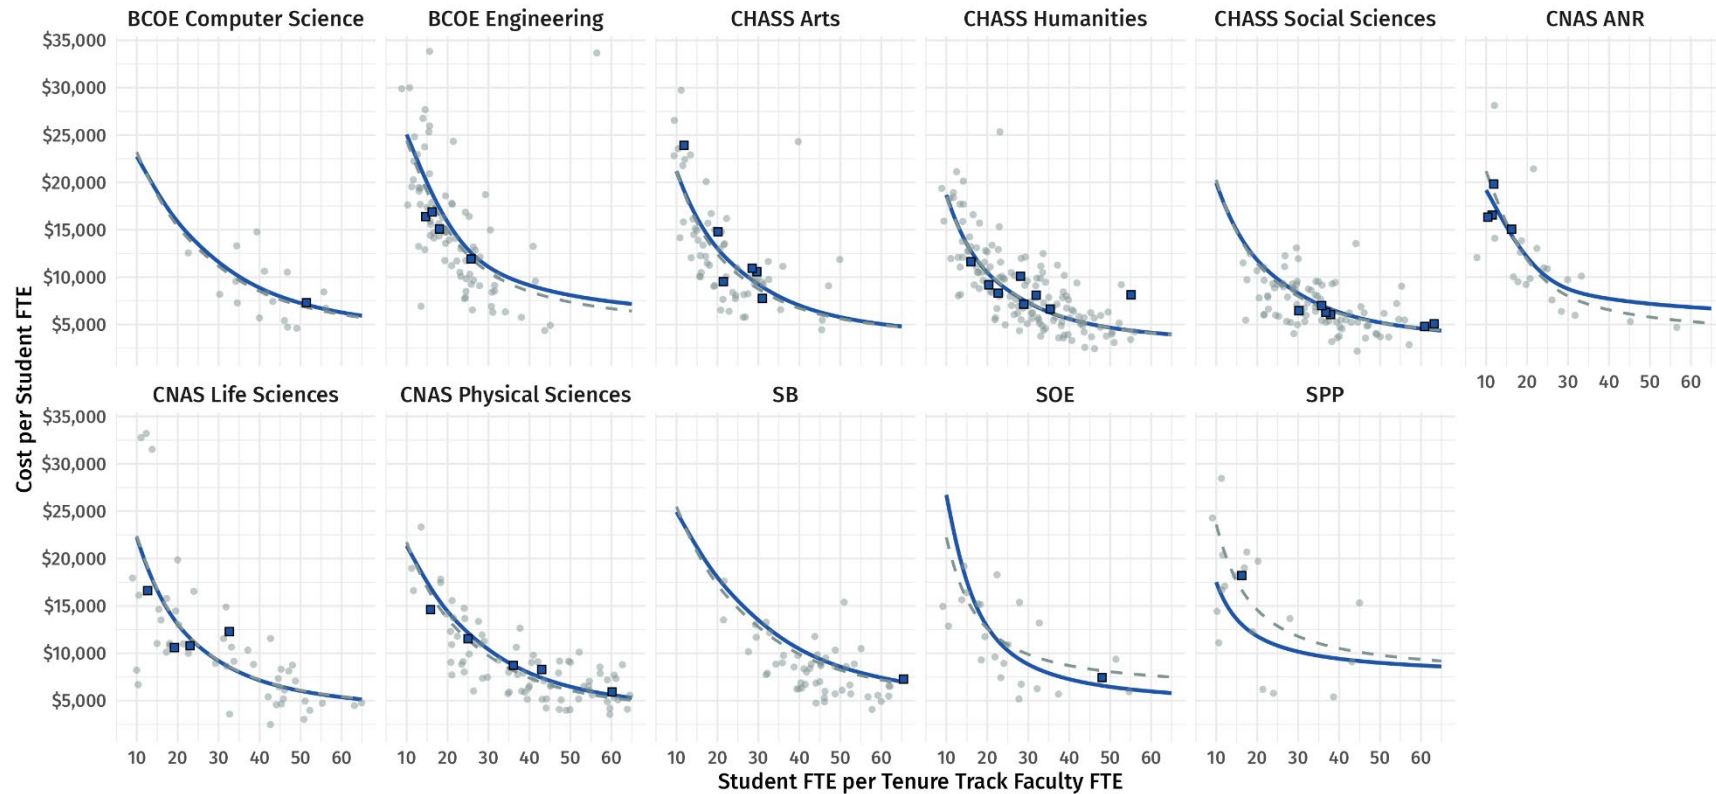 BCOE Computer Science
BCOE Engineering
CHASS Arts
CHASS Humanities
CHASS Social Sciences
CNAS ANR
$35,000
$30,000
$25,000
$20,000
$15,000
$10,000
$5,000
10 20 30 40 50 60
CNAS Life Sciences
CNAS Physical Sciences
SB
SOE
SPP
$35,000
$30,000
$25,000
$20,000
$15,000
$10,000
$5,000
Cost per Student FTE
10 20 30 40 50 60
10 20 30 40 50 60
10 20 30 40 50 60
10 20 30 40 50 60
10 20 30 40 50 60
Student FTE per Tenure Track Faculty FTE